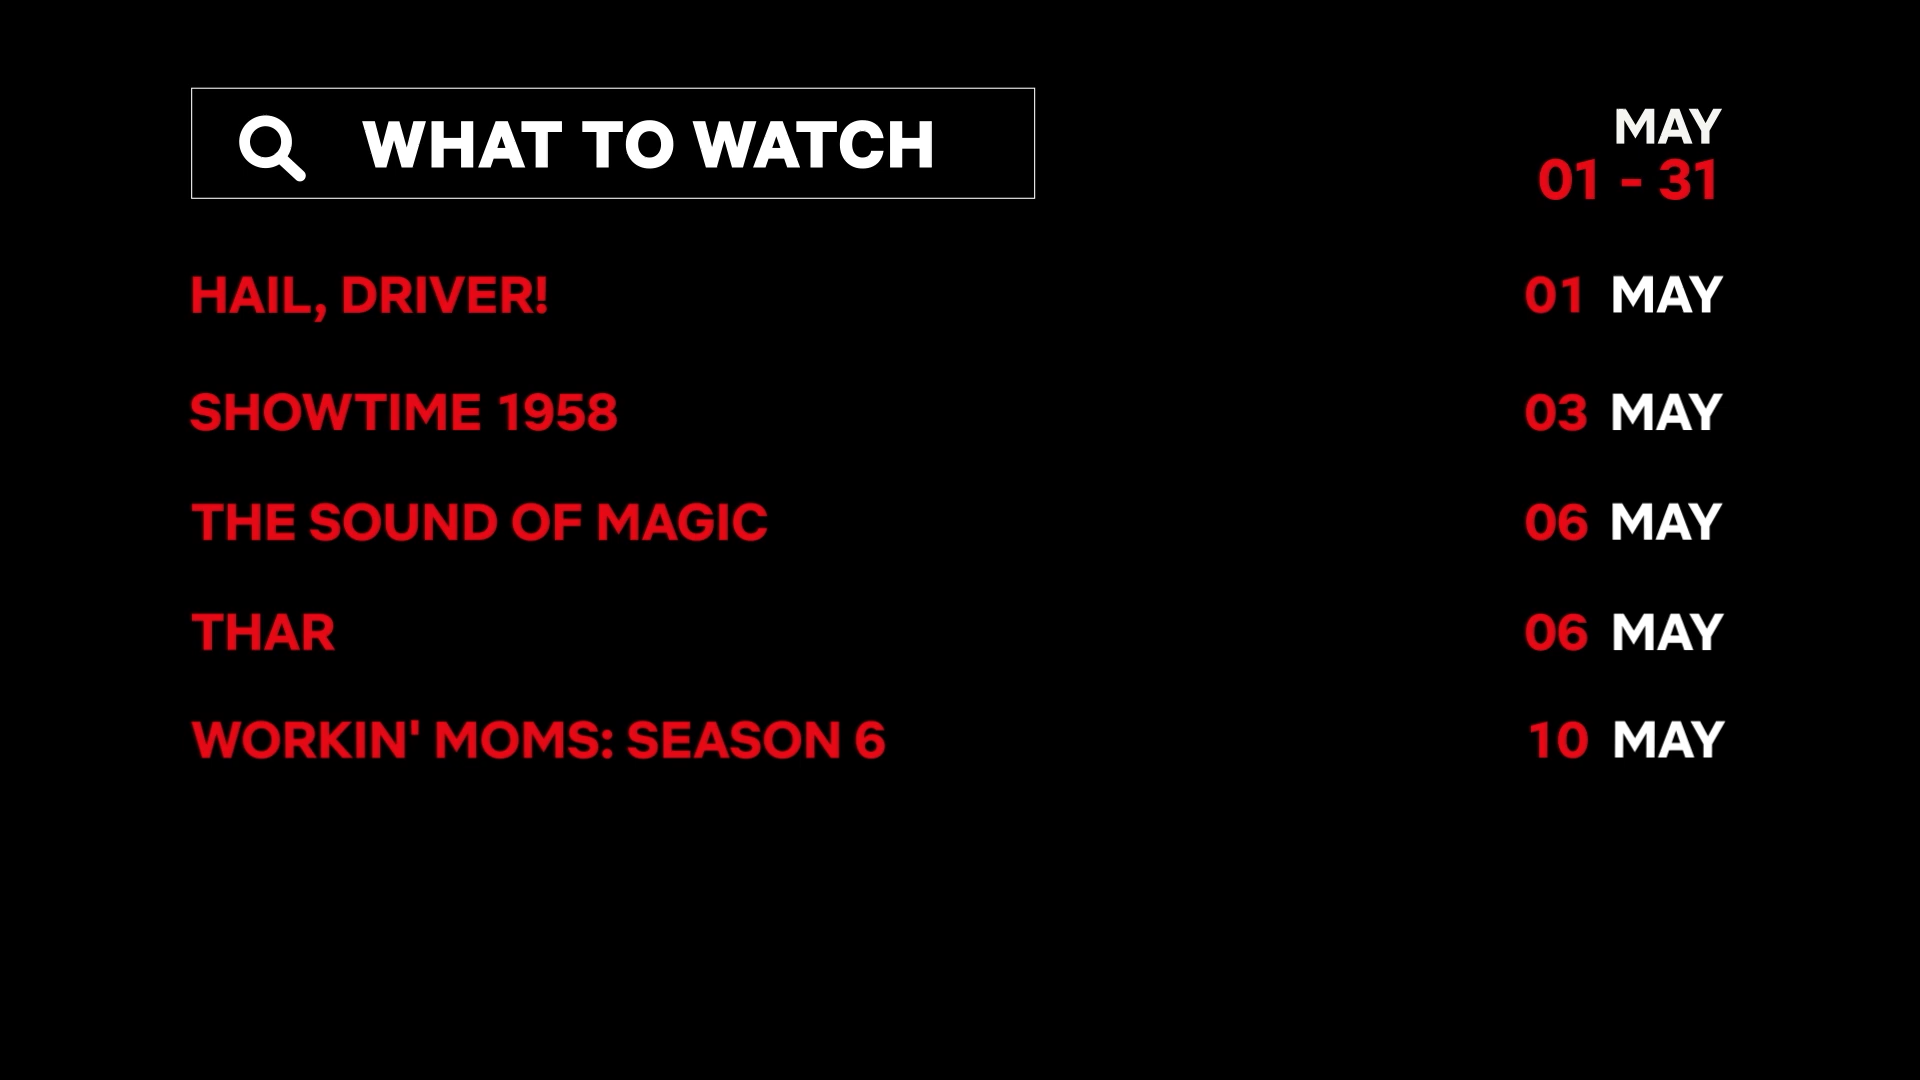 WHAT TO WATCH
MAY
01 - 31
HAIL, DRIVER! 01 MAY
SHOWTIME 1958 03 MAY
THE SOUND OF MAGIC 06 MAY
THAR 06 MAY
WORKIN' MOMS: SEASON 6 10 MAY